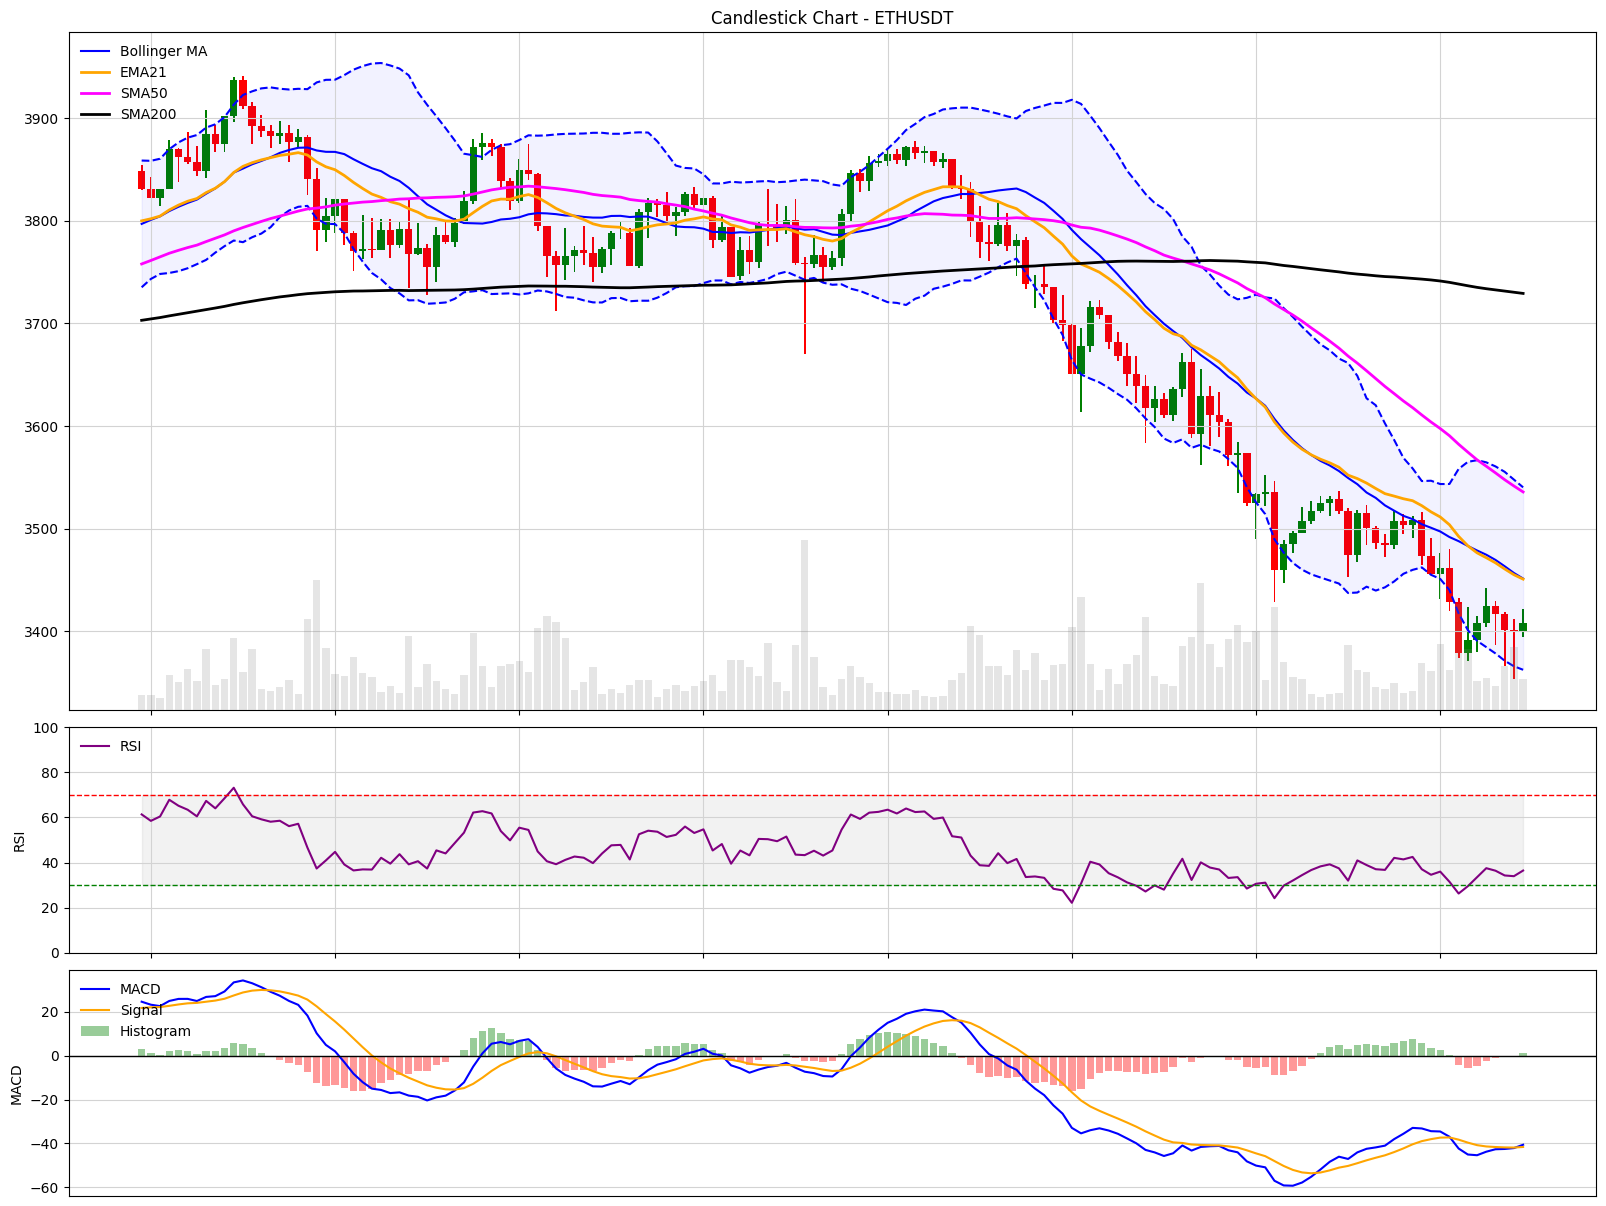 Candlestick Chart - ETHUSDT
Bollinger MA
EMA21
SMA50
SMA200
3900
3800
3700
3600
3500
3400
RSI
100
80
60
40
20
0
RSI
MACD
Signal
Histogram
20
0
−20
−40
−60
MACD